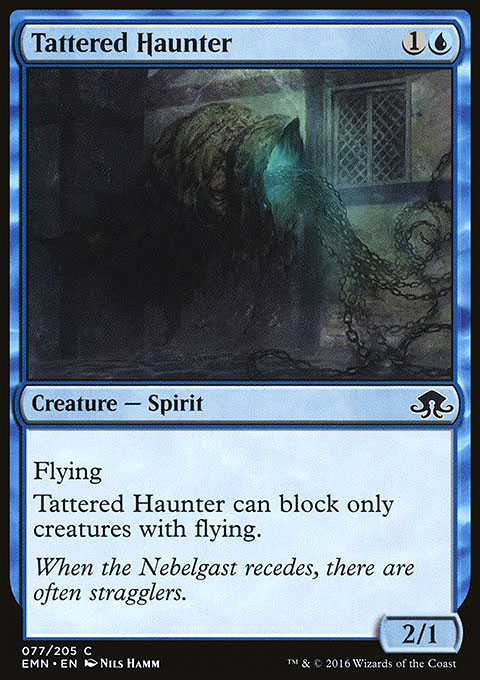 Tattered Haunter 1
Creature — Spirit
Flying
Tattered Haunter can block only
creatures with flying.
When the Nebelgast recedes, there are
often stragglers.
2/1
077/205 C
EMN • EN Nils Hamm
™ & © 2016 Wizards of the Coast